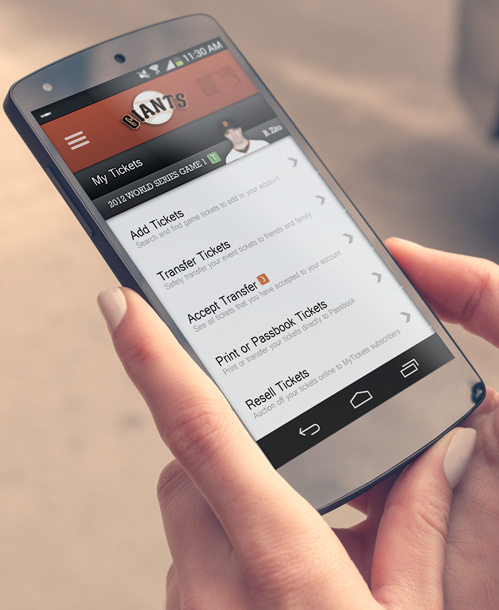 11:30 AM
GIANTS
My Tickets
2012 WORLD SERIES GAME 1
B. Zito
Add Tickets
Search and find game tickets to add in your account
Transfer Tickets
Safely transfer your event tickets to friends and family
Accept Transfer 3
See all tickets that you have accepted to your account
Print or Passbook Tickets
Print or transfer your tickets directly to Passbook
Resell Tickets
Auction off your tickets online to MyTickets subscribers